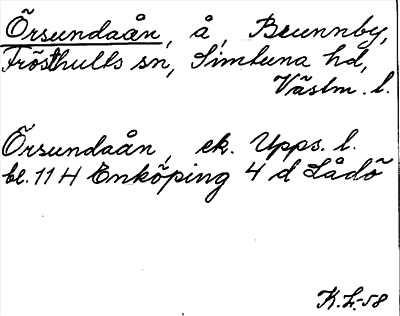 Örsundaån, å, Brunnby,
Frösthults sn, Simtuna hd,
Västm. l.
Örsundaån, ek. Upps. l.
bl. 11 H Enköping 4 d Lådö
K.L.-58